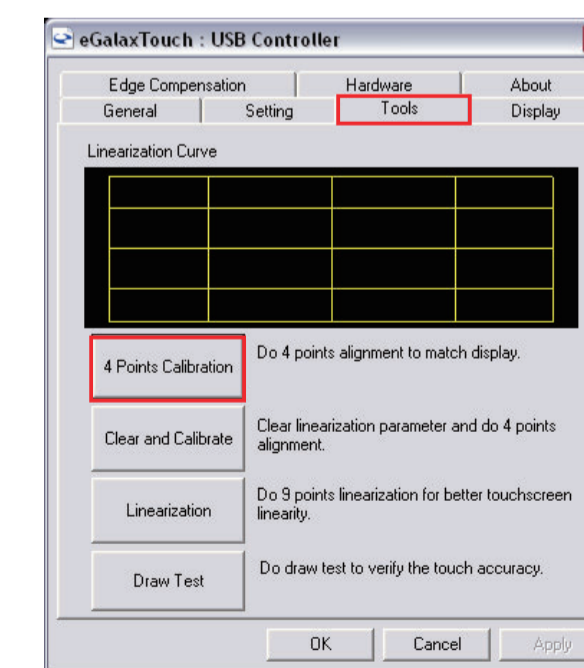 eGalaxTouch : USB Controller
Edge Compensation Hardware About
General Setting Tools Display
Linearization Curve
4 Points Calibration
Do 4 points alignment to match display.
Clear and Calibrate
Clear linearization parameter and do 4 points
alignment.
Linearization
Do 9 points linearization for better touchscreen
linearity.
Draw Test
Do draw test to verify the touch accuracy.
OK Cancel Apply